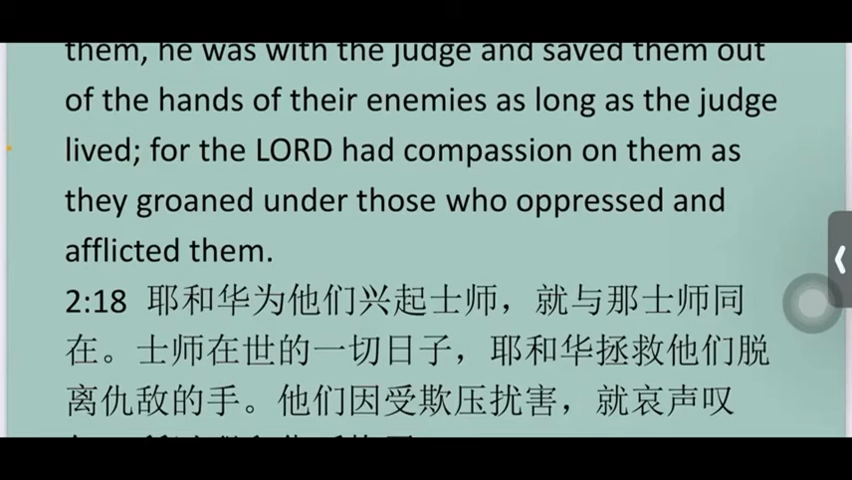 them, he was with the judge and saved them out
of the hands of their enemies as long as the judge
lived; for the LORD had compassion on them as
they groaned under those who oppressed and
afflicted them.
2:18 耶和华为他们兴起士师，就与那士师同
在。士师在世的一切日子，耶和华拯救他们脱
离仇敌的手。他们因受欺压扰害，就哀声叹